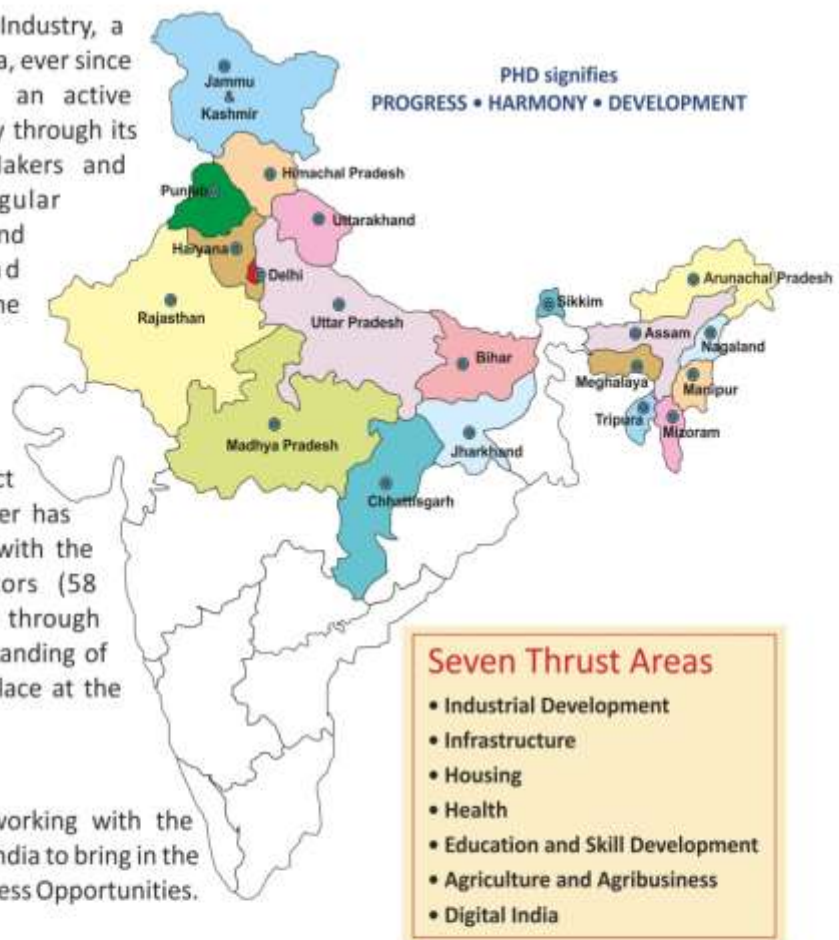 Industry, a
a, ever since
an active
y through its
Makers and
gular
nd
d
ne
ct
er has
with the
ors (58
through
anding of
lace at the
working with the
ndia to bring in the
ess Opportunities.
PHD signifies
PROGRESS • HARMONY • DEVELOPMENT
Jammu
&
Kashmir
Himachal Pradesh
Punjab
Uttarakhand
Haryana
Delhi
Rajasthan
Uttar Pradesh
Bihar
Sikkim
Arunachal Pradesh
Assam
Nagaland
Meghalaya
Manipur
Tripura
Mizoram
Madhya Pradesh
Jharkhand
Chhattisgarh
Seven Thrust Areas
• Industrial Development
• Infrastructure
• Housing
• Health
• Education and Skill Development
• Agriculture and Agribusiness
• Digital India